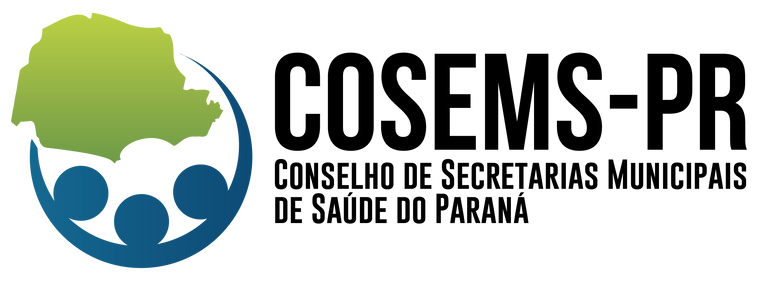 COSEMS-PR
CONSELHO DE SECRETARIAS MUNICIPAIS
DE SAÚDE DO PARANÁ